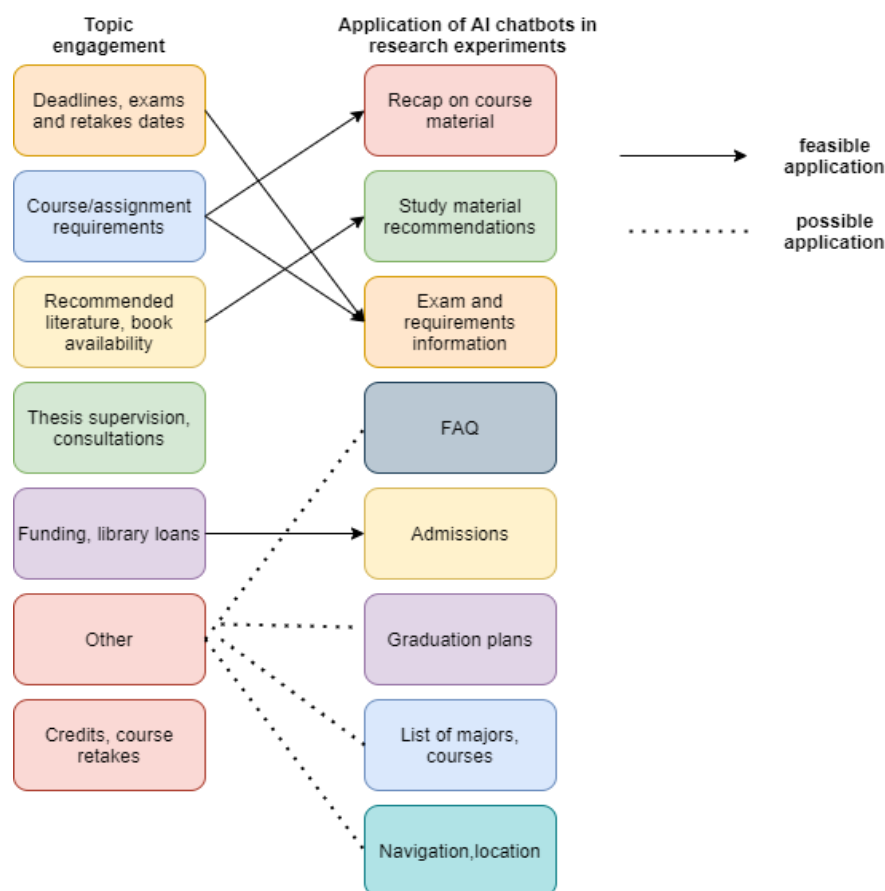 Topic
engagement
Application of AI chatbots in
research experiments
Deadlines, exams
and retakes dates
Recap on course
material
feasible
application
Course/assignment
requirements
Study material
recommendations
possible
application
Recommended
literature, book
availability
Exam and
requirements
information
Thesis supervision,
consultations
FAQ
Funding, library loans
Admissions
Other
Graduation plans
Credits, course
retakes
List of majors,
courses
Navigation,location